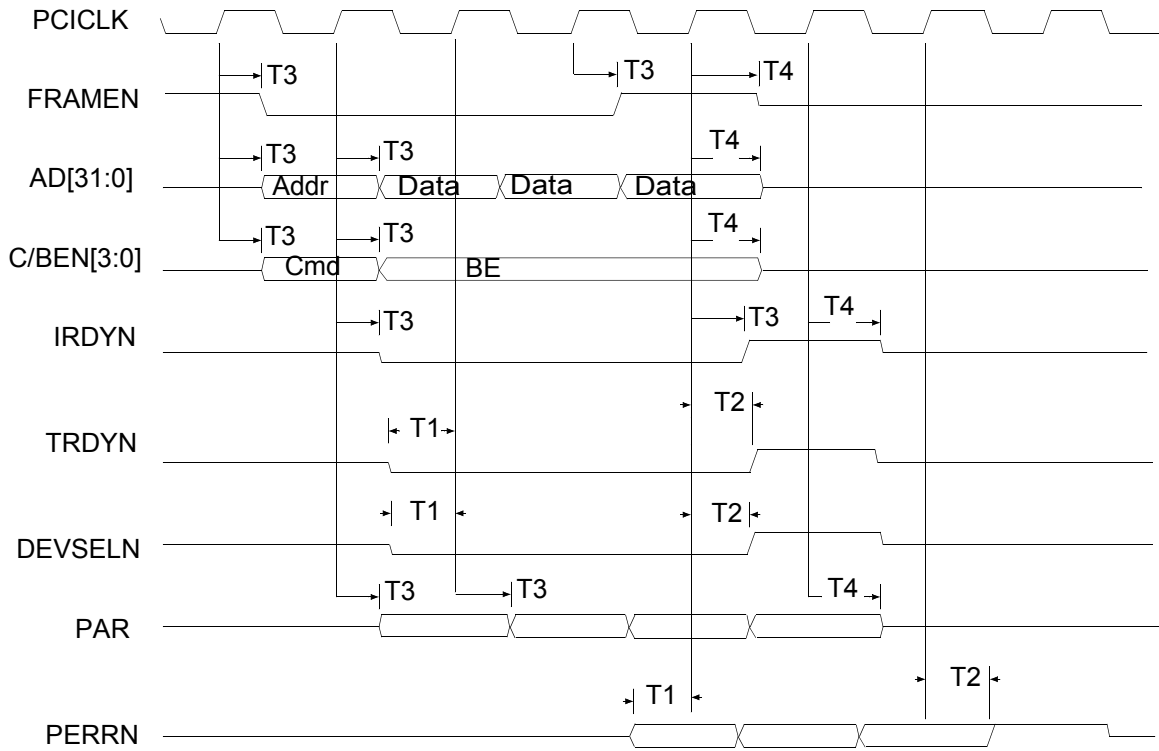 PCICLK
T3 T3 T4
FRAMEN
T3 T3 T4
AD[31:0] Addr Data Data Data
T3 T3 T4
C/BEN[3:0] Cmd BE
T3 T3 T4
IRDYN
T2
T1
TRDYN
T1 T2
DEVSELN
T3 T3 T4
PAR
T1 T2
PERRN